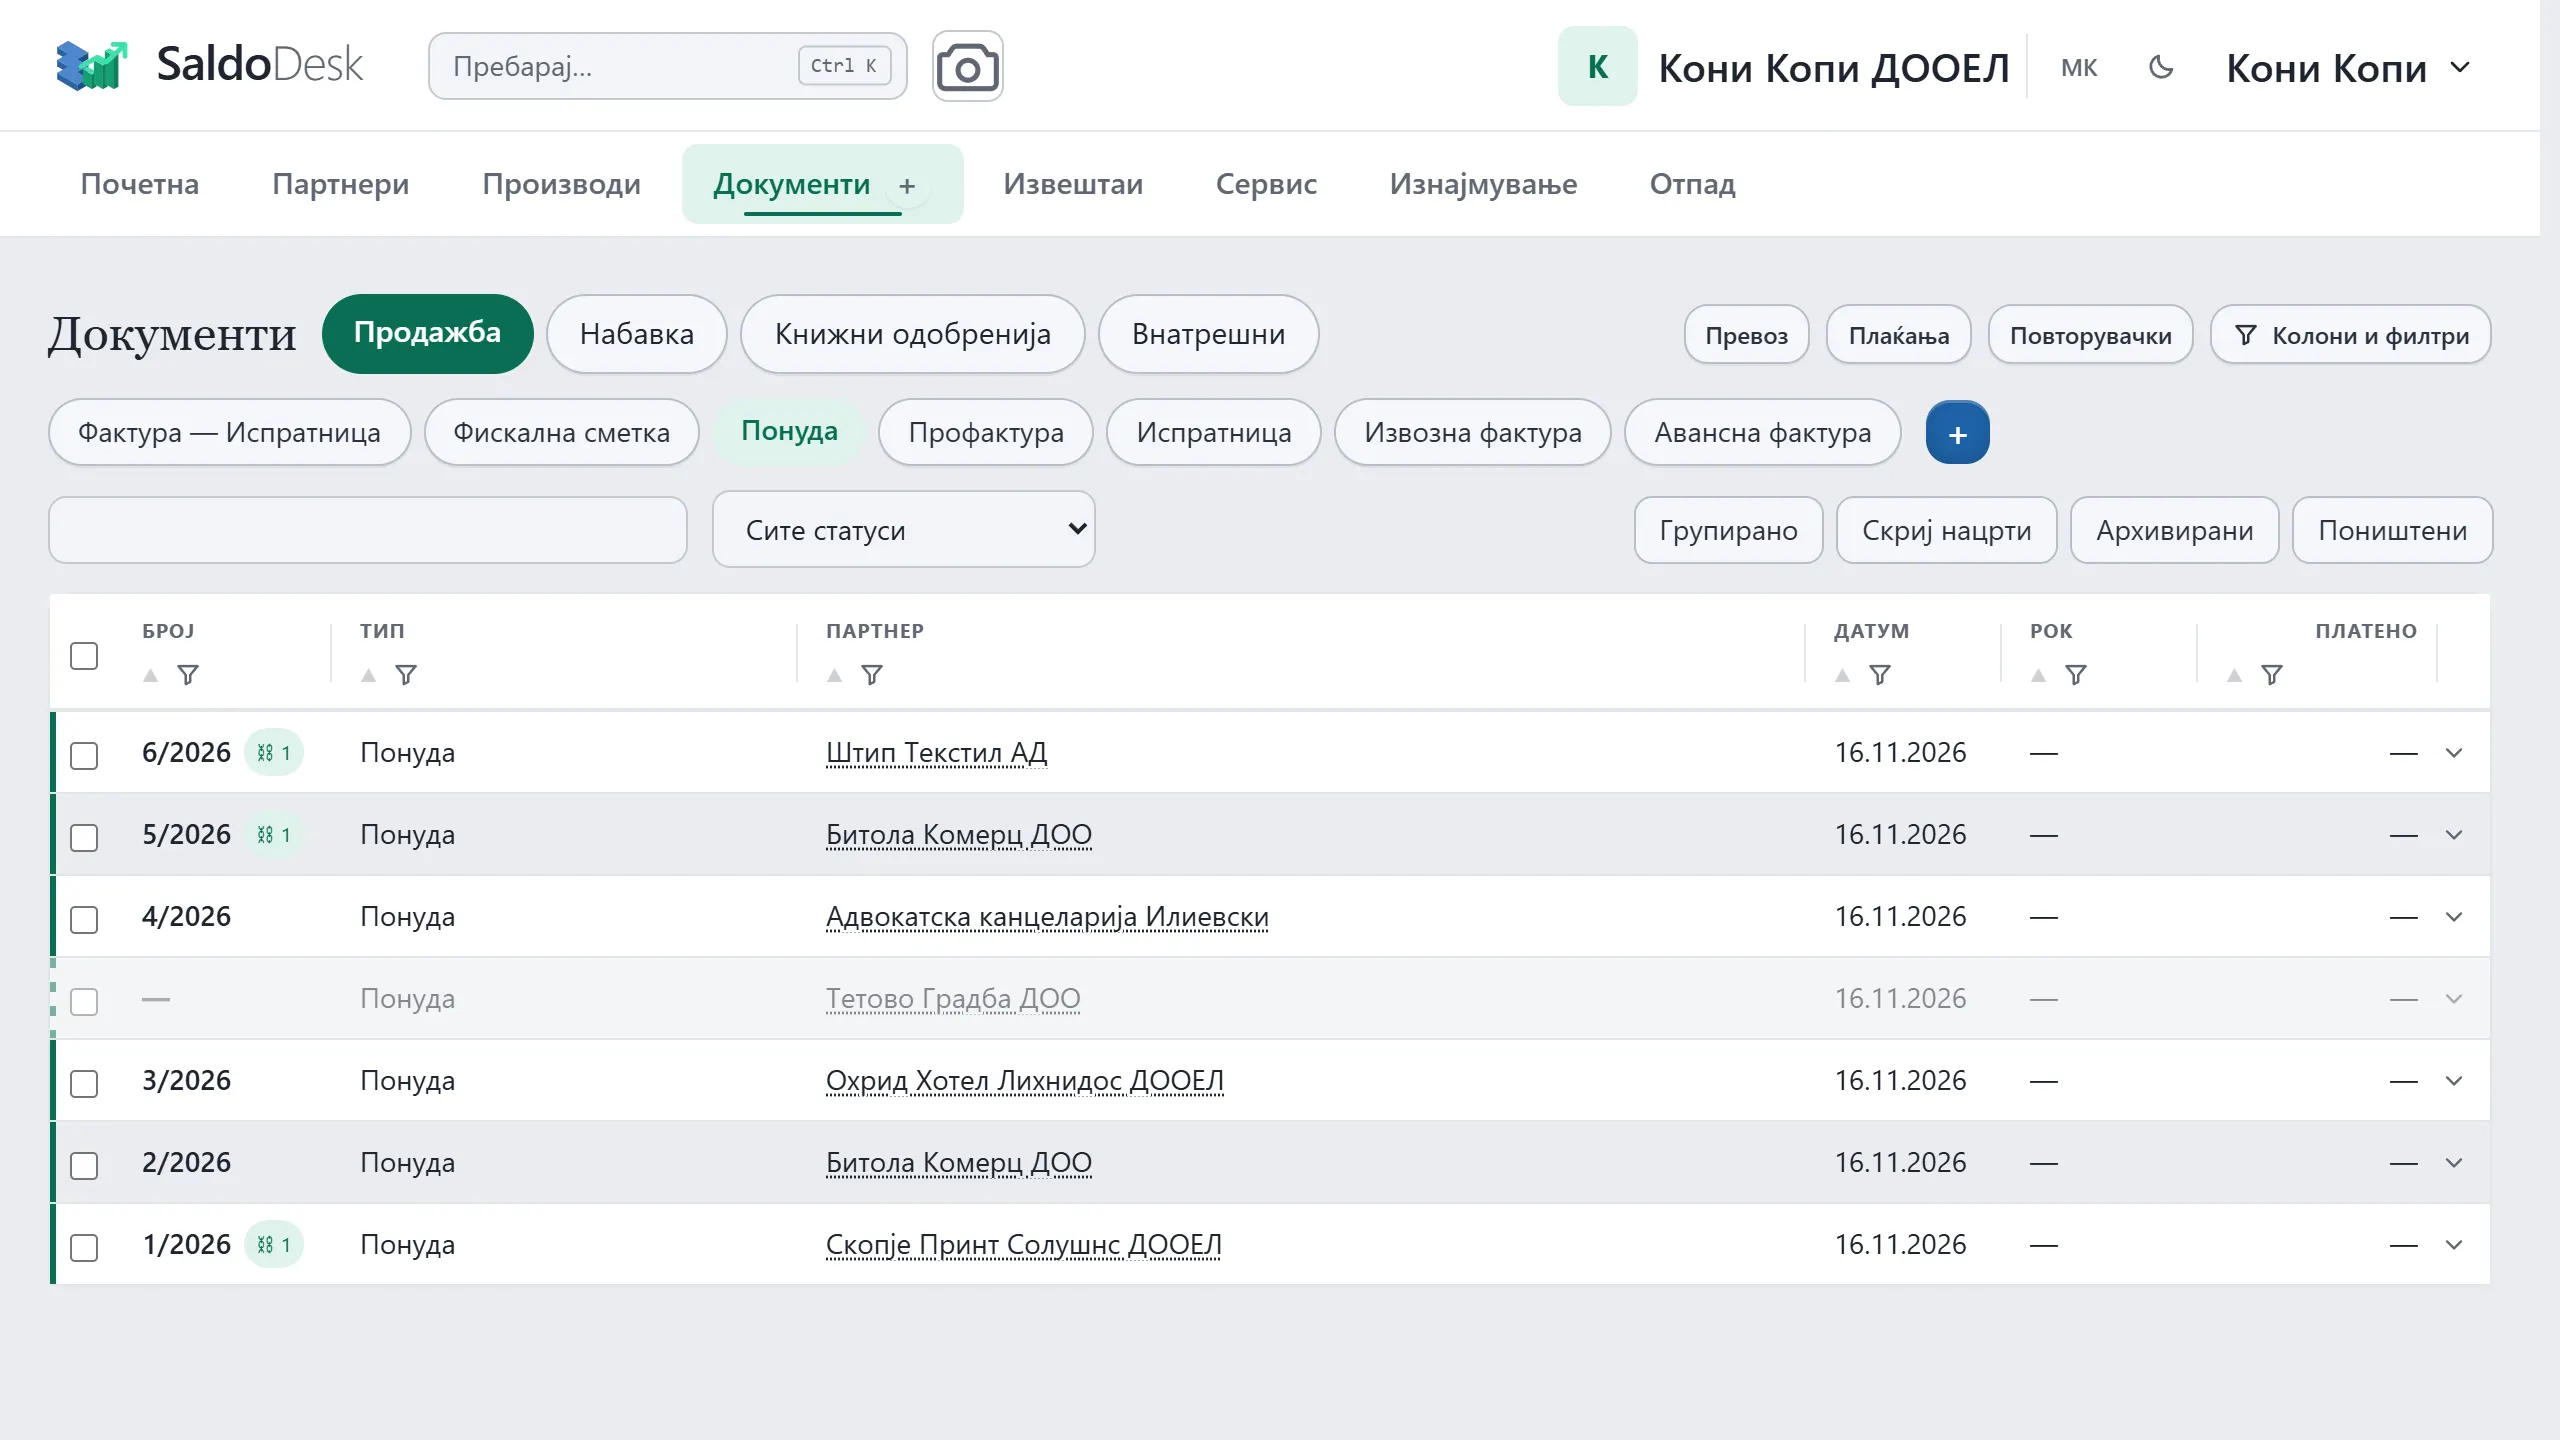 SaldoDesk Пребарај... Ctrl K К Кони Копи ДООЕЛ МК Кони Копи
Почетна Партнери Производи Документи + Извештаи Сервис Изнајмување Отпад
Документи Продажба Набавка Книжни одобренија Внатрешни Превоз Плаќања Повторувачки Колони и филтри
Фактура — Испратница Фискална сметка Понуда Профактура Испратница Извозна фактура Авансна фактура +
Сите статуси Групирано Скриј нацрти Архивирани Поништени
БРОЈ ТИП ПАРТНЕР ДАТУМ РОК ПЛАТЕНО
6/2026 1 Понуда Штип Текстил АД 16.11.2026 — —
5/2026 1 Понуда Битола Комерц ДОО 16.11.2026 — —
4/2026 Понуда Адвокатска канцеларија Илиевски 16.11.2026 — —
— Понуда Тетово Градба ДОО 16.11.2026 — —
3/2026 Понуда Охрид Хотел Лихнидос ДООЕЛ 16.11.2026 — —
2/2026 Понуда Битола Комерц ДОО 16.11.2026 — —
1/2026 1 Понуда Скопје Принт Солушнс ДООЕЛ 16.11.2026 — —